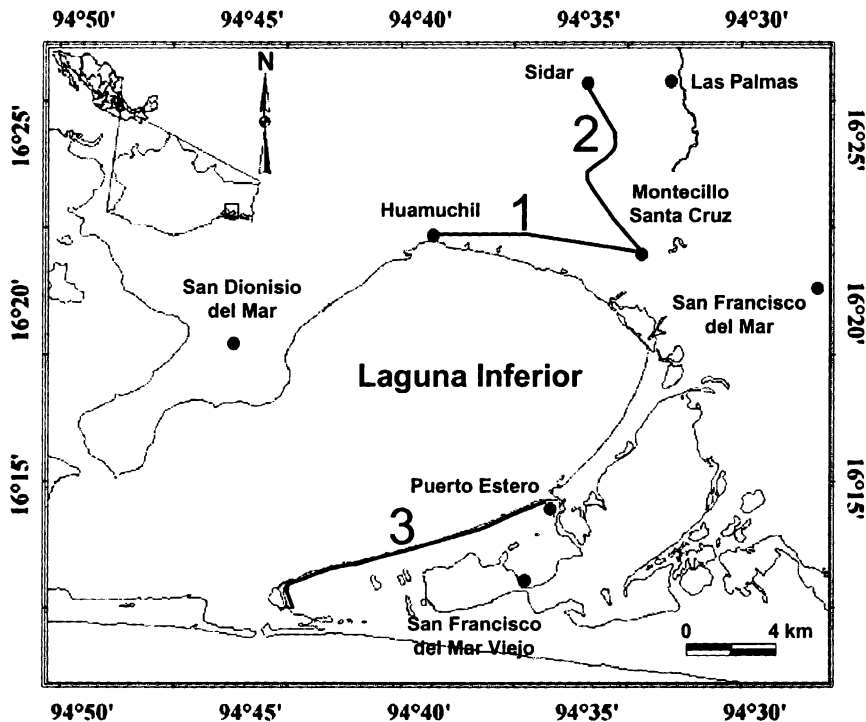 94°50' 94°45' 94°40' 94°35' 94°30'
N
Sidar
Las Palmas
16°25'
16°25'
2
Montecillo
Santa Cruz
Huamuchil
1
San Dionisio
del Mar
16°20'
San Francisco
del Mar
16°20'
Laguna Inferior
Puerto Estero
16°15'
16°15'
3
San Francisco
del Mar Viejo
0 4 km
94°50' 94°45' 94°40' 94°35' 94°30'